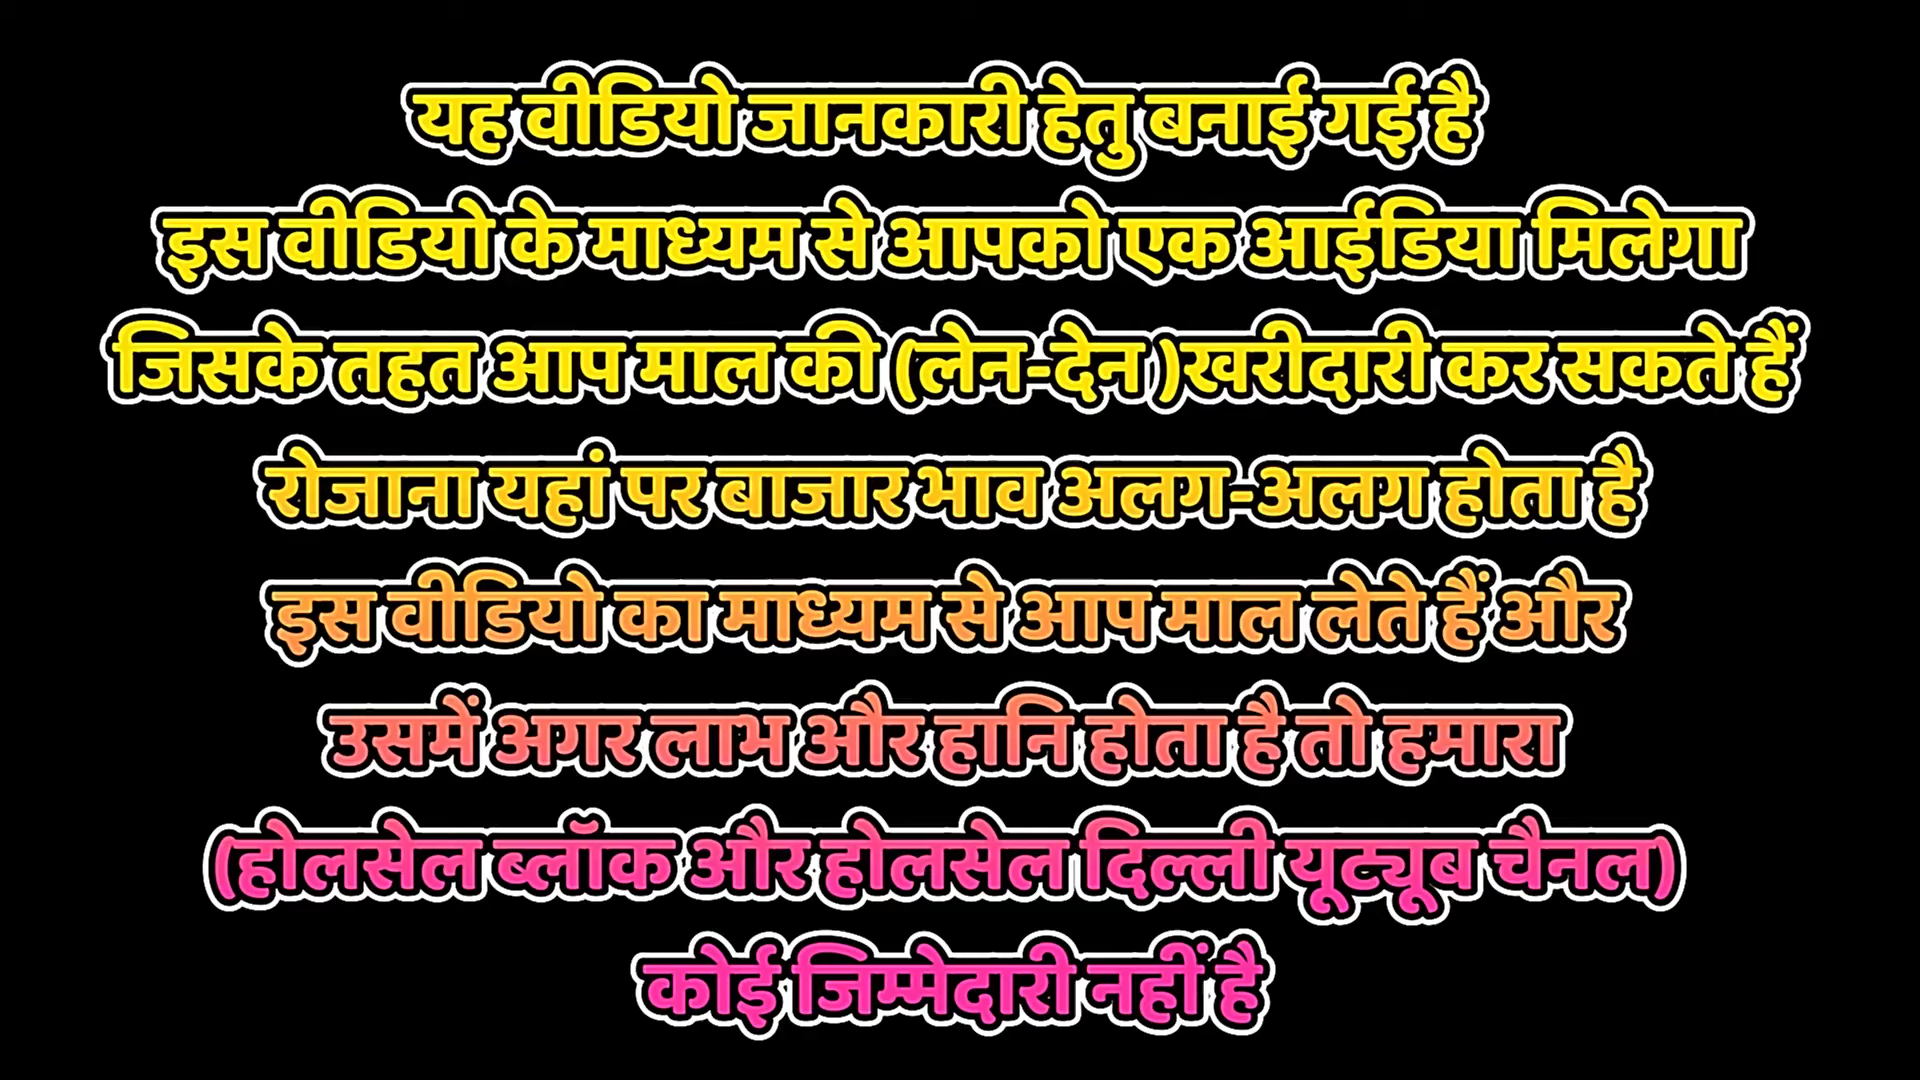 यह वीडियो जानकारी हेतु बनाई गई है
इस वीडियो के माध्यम से आपको एक आईडिया मिलेगा
जिसके तहत आप माल की (लेन-देन )खरीदारी कर सकते हैं
रोजाना यहां पर बाजार भाव अलग-अलग होता है
इस वीडियो का माध्यम से आप माल लेते हैं और
उसमें अगर लाभ और हानि होता है तो हमारा
(होलसेल ब्लॉक और होलसेल दिल्ली यूट्यूब चैनल)
कोई जिम्मेदारी नहीं है